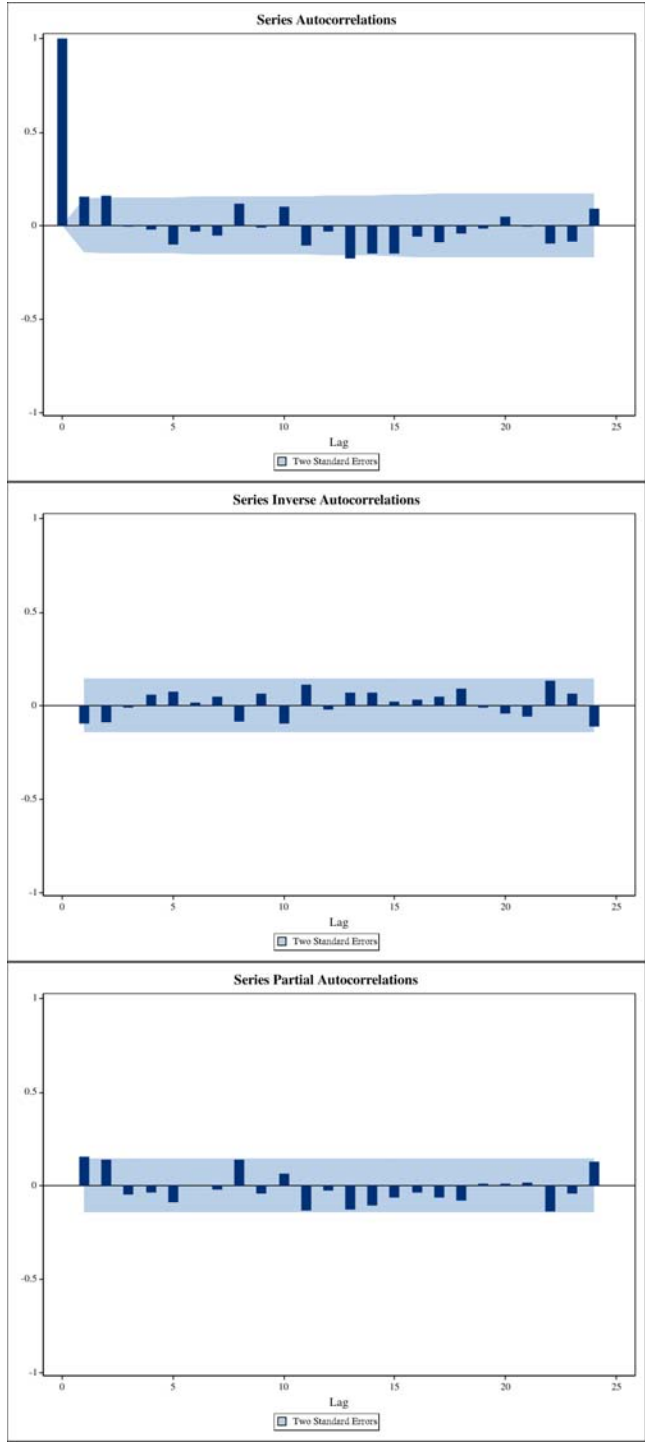 Series Autocorrelations
1
0.5
0
-0.5
-1
0 5 10 15 20 25
Lag
Two Standard Errors
Series Inverse Autocorrelations
1
0.5
0
-0.5
-1
0 5 10 15 20 25
Lag
Two Standard Errors
Series Partial Autocorrelations
1
0.5
0
-0.5
-1
0 5 10 15 20 25
Lag
Two Standard Errors